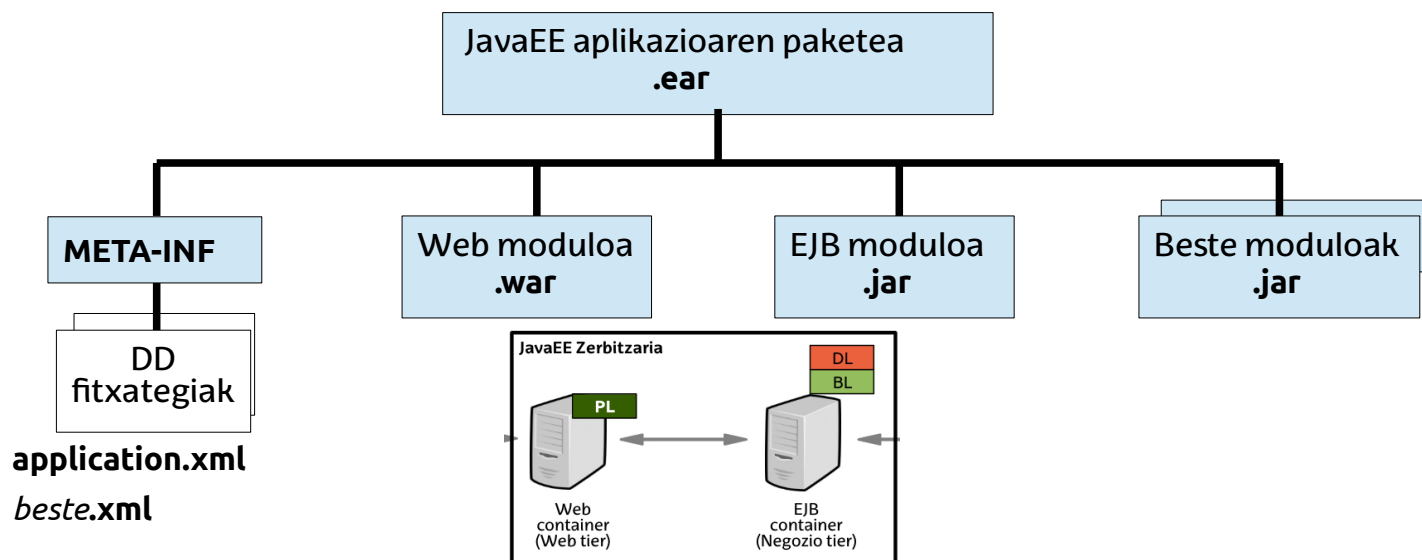 JavaEE aplikazioaren paketea
.ear
META-INF
Web moduloa
.war
EJB moduloa
.jar
Beste moduloak
.jar
DD
fitxategiak
application.xml
beste.xml
JavaEE Zerbitzaria
PL
DL
BL
Web
container
(Web tier)
EJB
container
(Negozio tier)